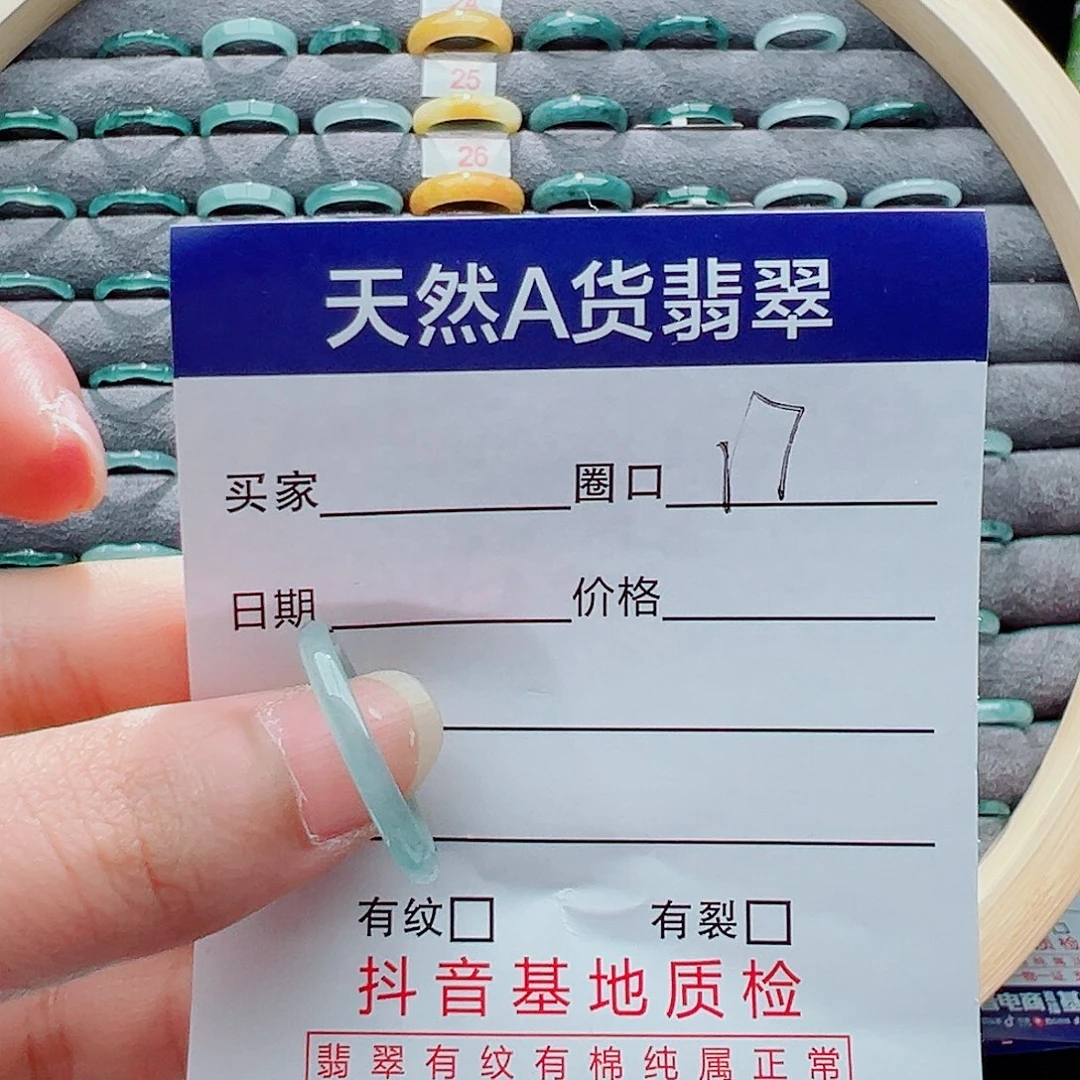 25
26
天然A货翡翠
买家 圈口 17
日期 价格
有纹 有裂
抖音基地质检
翡翠有纹有棉纯属正常